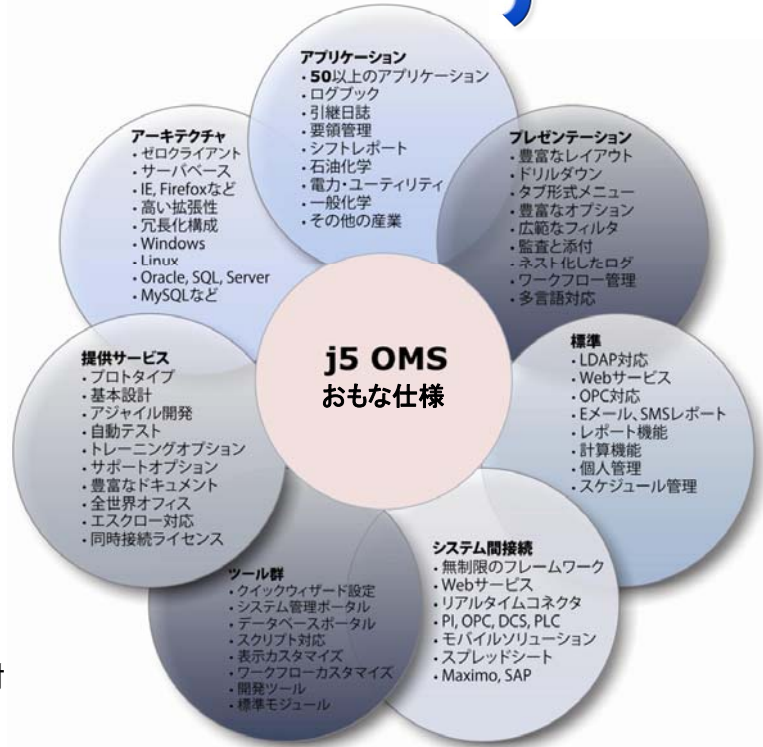 アプリケーション
・50以上のアプリケーション
・ログブック
・引継日誌
・要領管理
・シフトレポート
・石油化学
・電力・ユーティリティ
・一般化学
・その他の産業
プレゼンテーション
・豊富なレイアウト
・ドリルダウン
・タブ形式メニュー
・豊富なオプション
・広範なフィルタ
・監査と添付
・ネスト化したログ
・ワークフロー管理
・多言語対応
標準
・LDAP対応
・Webサービス
・OPC対応
・Eメール、SMSレポート
・レポート機能
・計算機能
・個人管理
・スケジュール管理
システム間接続
・無制限のフレームワーク
・Webサービス
・リアルタイムコネクタ
・PI, OPC, DCS, PLC
・モバイルソリューション
・スプレッドシート
・Maximo, SAP
ツール群
・クイックウィザード設定
・システム管理ポータル
・データベースポータル
・スクリプト対応
・表示カスタマイズ
・ワークフローカスタマイズ
・開発ツール
・標準モジュール
提供サービス
・プロトタイプ
・基本設計
・アジャイル開発
・自動テスト
・トレーニングオプション
・サポートオプション
・豊富なドキュメント
・全世界オフィス
・エスクロー対応
・同時接続ライセンス
アーキテクチャ
・ゼロクライアント
・サーバベース
・IE, Firefoxなど
・高い拡張性
・冗長化構成
・Windows
・Linux
・Oracle, SQL, Server
・MySQLなど
j5 OMS
おもな仕様